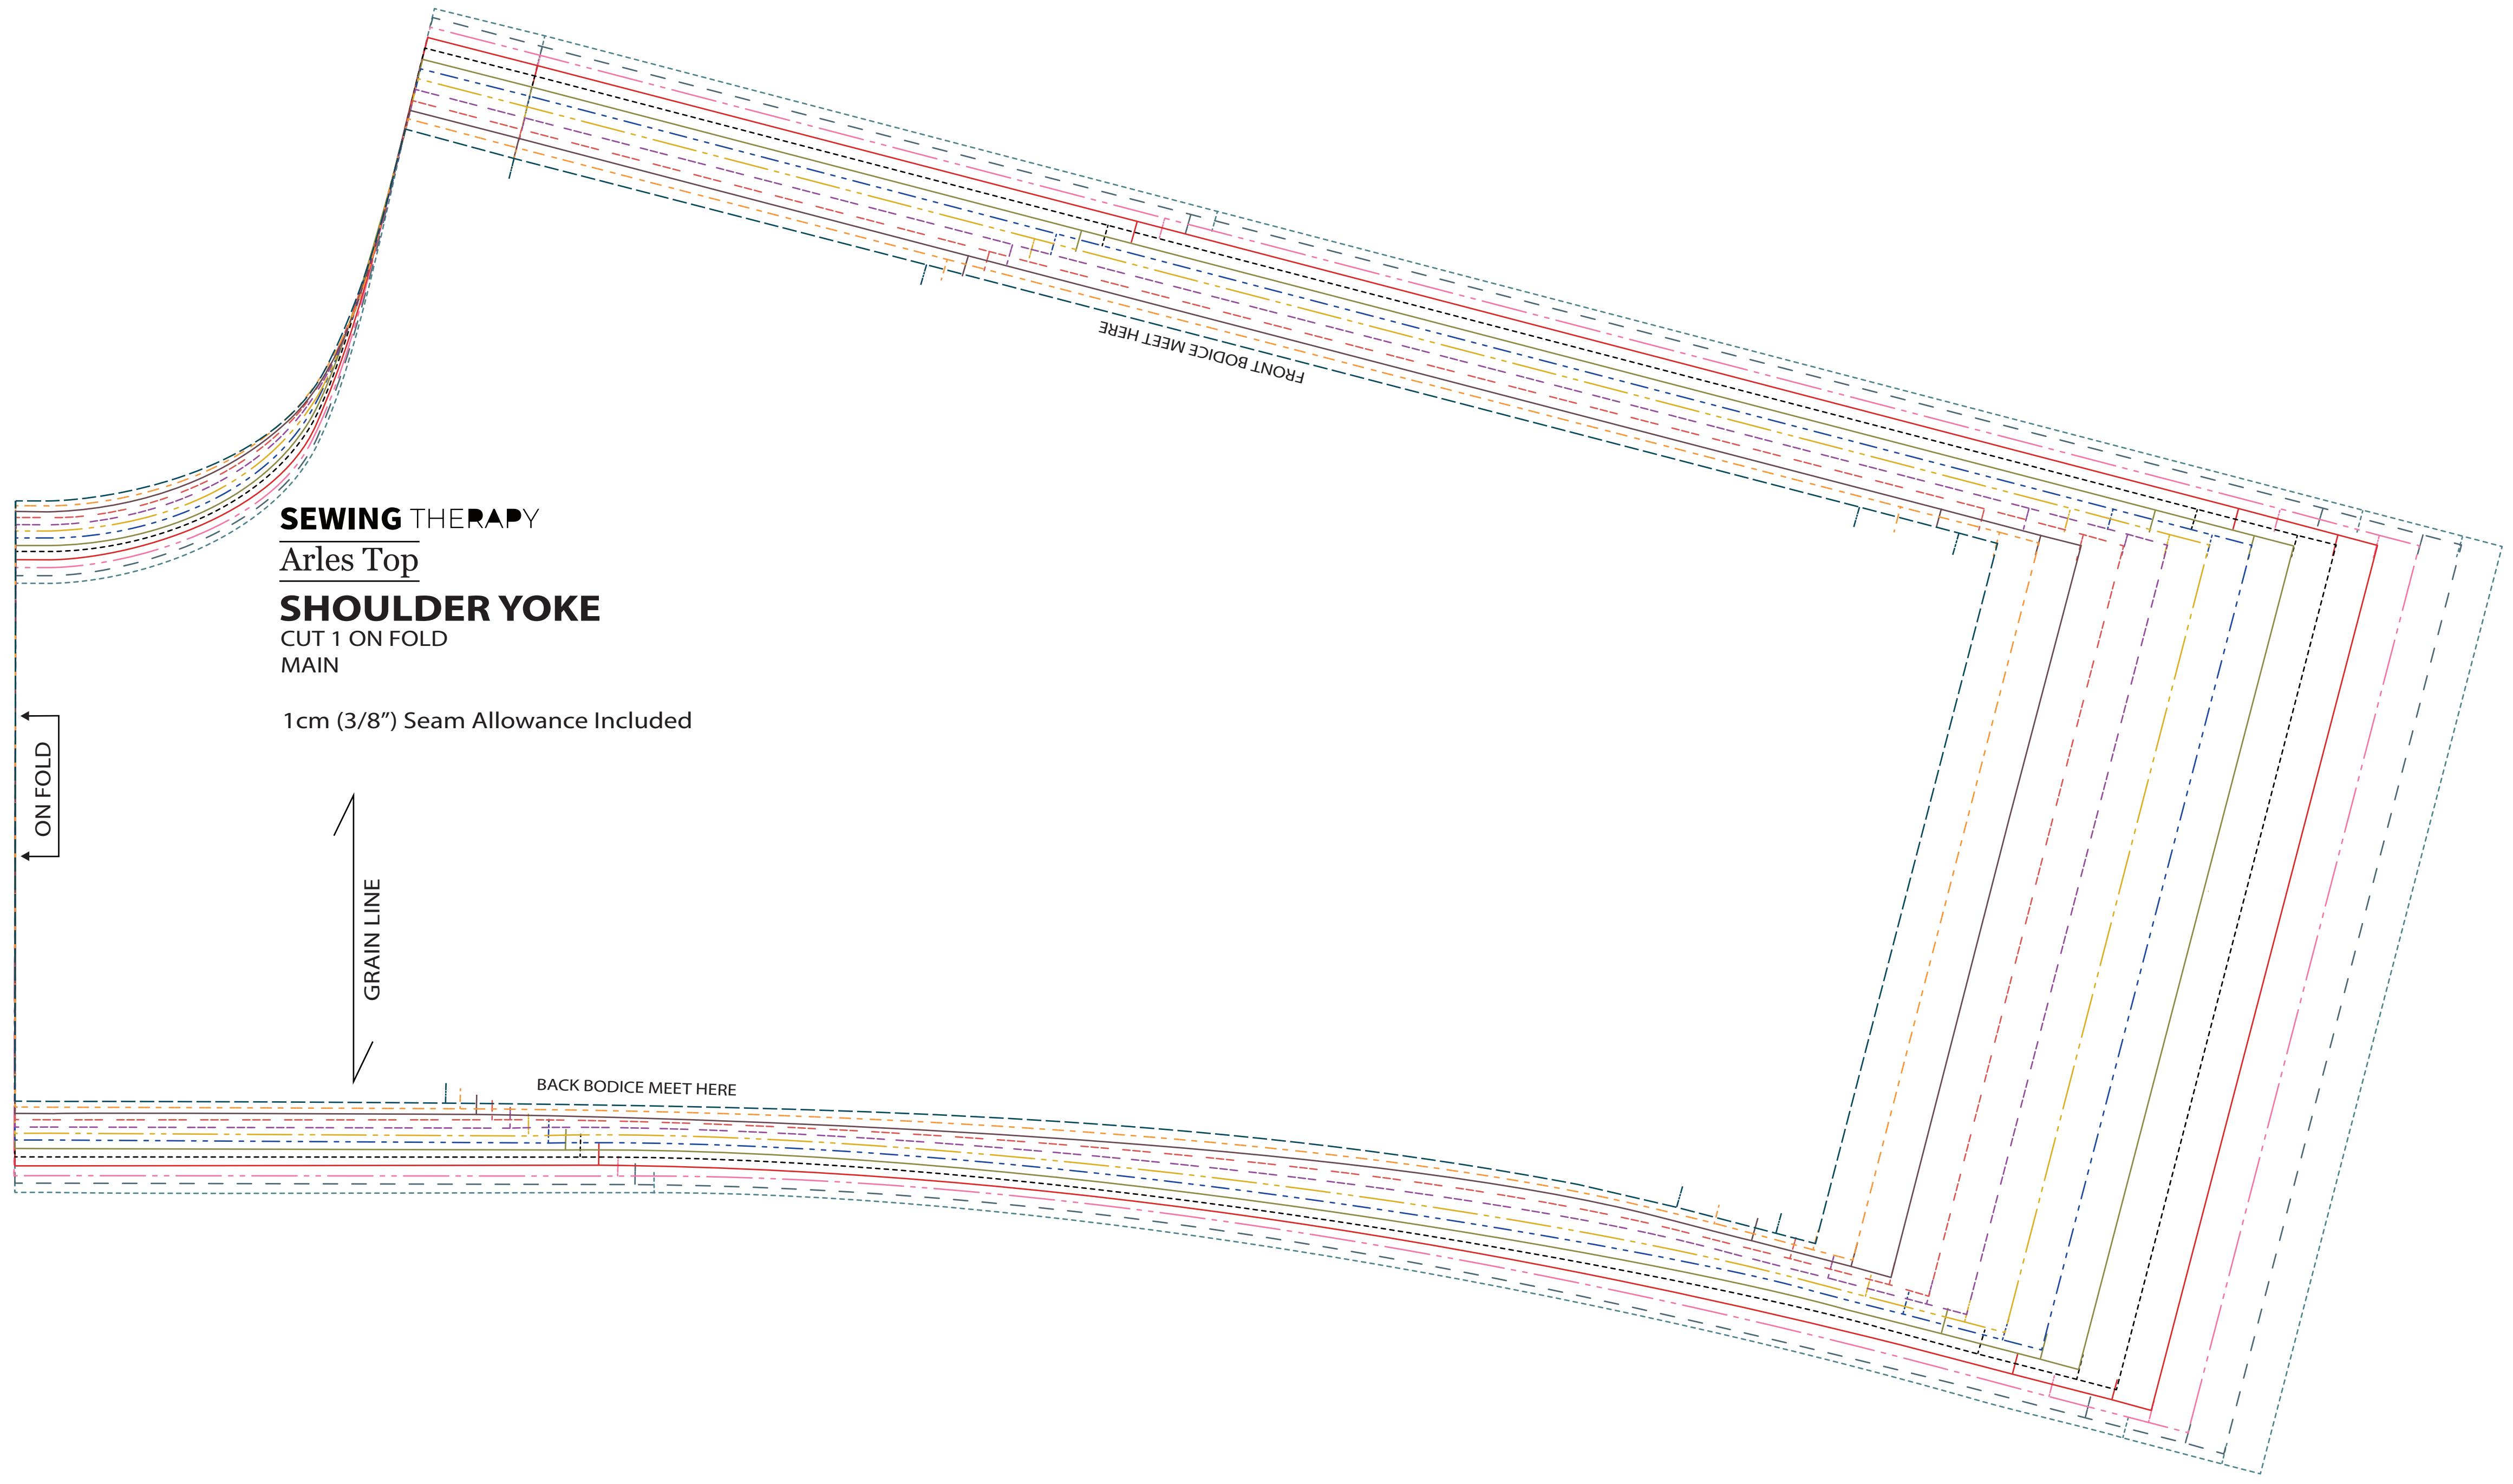 FRONT BODICE MEET HERE
SEWING THERAPY
Arles Top
SHOULDER YOKE
CUT 1 ON FOLD
MAIN
1cm (3/8”) Seam Allowance Included
ON FOLD
GRAIN LINE
BACK BODICE MEET HERE